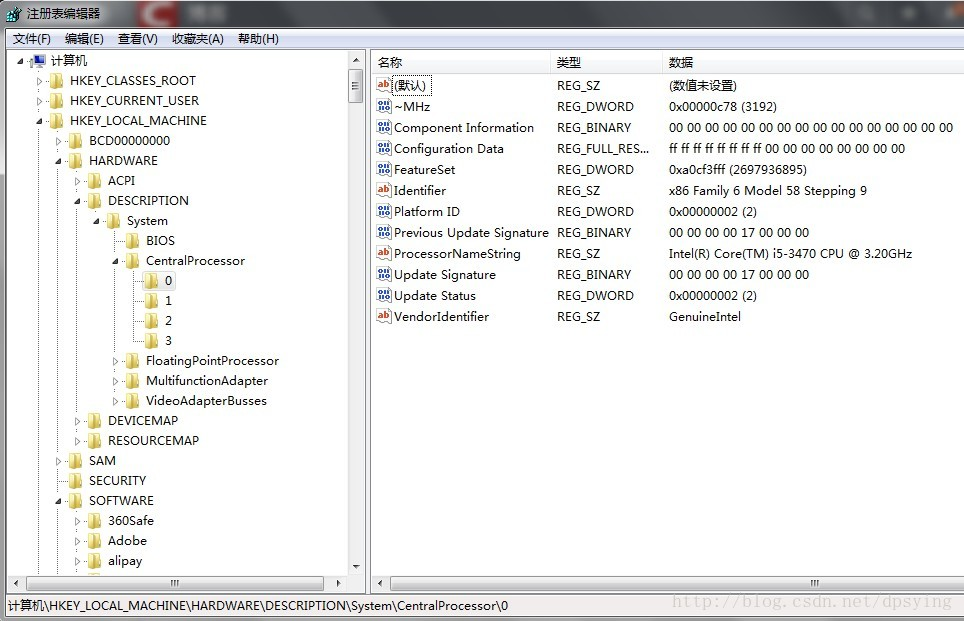 注册表编辑器
文件(F) 编辑(E) 查看(V) 收藏夹(A) 帮助(H)
计算机
HKEY_CLASSES_ROOT
HKEY_CURRENT_USER
HKEY_LOCAL_MACHINE
BCD00000000
HARDWARE
ACPI
DESCRIPTION
System
BIOS
CentralProcessor
0
1
2
3
FloatingPointProcessor
MultifunctionAdapter
VideoAdapterBusses
DEVICEMAP
RESOURCEMAP
SAM
SECURITY
SOFTWARE
360Safe
Adobe
alipay
名称 类型 数据
(默认) REG_SZ (数值未设置)
~MHz REG_DWORD 0x00000c78 (3192)
Component Information REG_BINARY 00 00 00 00 00 00 00 00 00 00 00 00 00 00 00 00
Configuration Data REG_FULL_RES... ff ff ff ff ff ff ff ff 00 00 00 00 00 00 00 00
FeatureSet REG_DWORD 0xa0cf3fff (2697936895)
Identifier REG_SZ x86 Family 6 Model 58 Stepping 9
Platform ID REG_DWORD 0x00000002 (2)
Previous Update Signature REG_BINARY 00 00 00 00 17 00 00 00
ProcessorNameString REG_SZ Intel(R) Core(TM) i5-3470 CPU @ 3.20GHz
Update Signature REG_BINARY 00 00 00 00 17 00 00 00
Update Status REG_DWORD 0x00000002 (2)
VendorIdentifier REG_SZ GenuineIntel
计算机\HKEY_LOCAL_MACHINE\HARDWARE\DESCRIPTION\System\CentralProcessor\0
http://blog.csdn.net/dpsying